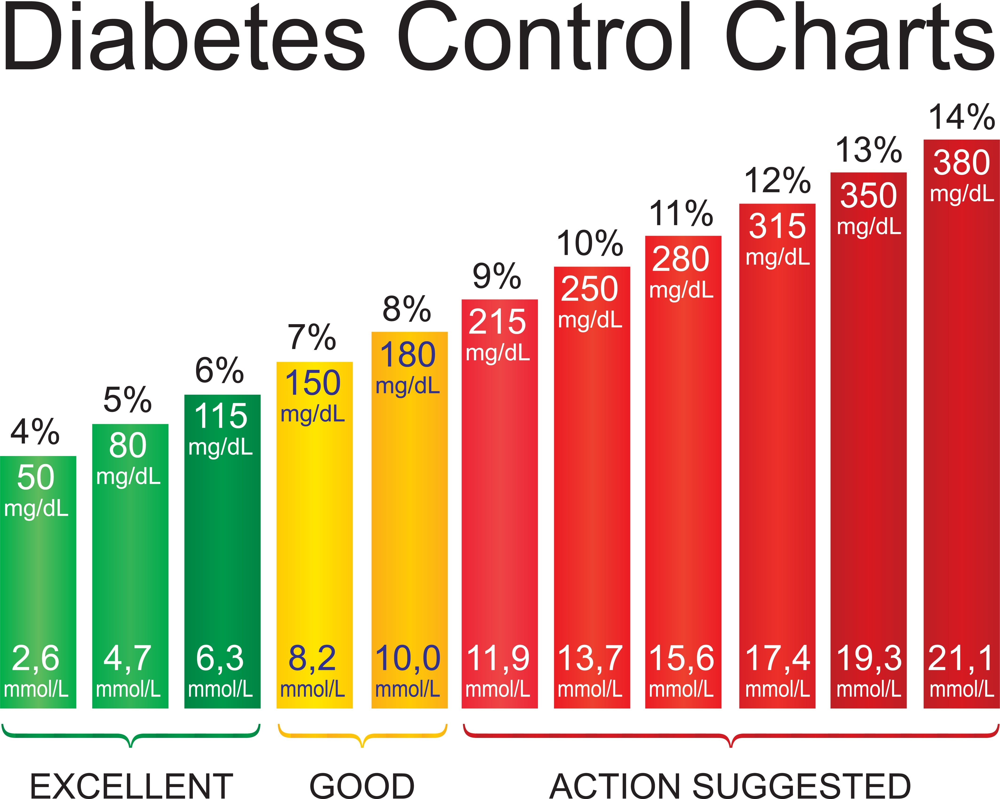 Diabetes Control Charts
4%
50
mg/dL
2,6
mmol/L
5%
80
mg/dL
4,7
mmol/L
6%
115
mg/dL
6,3
mmol/L
7%
150
mg/dL
8,2
mmol/L
8%
180
mg/dL
10,0
mmol/L
9%
215
mg/dL
11,9
mmol/L
10%
250
mg/dL
13,7
mmol/L
11%
280
mg/dL
15,6
mmol/L
12%
315
mg/dL
17,4
mmol/L
13%
350
mg/dL
19,3
mmol/L
14%
380
mg/dL
21,1
mmol/L
EXCELLENT
GOOD
ACTION SUGGESTED